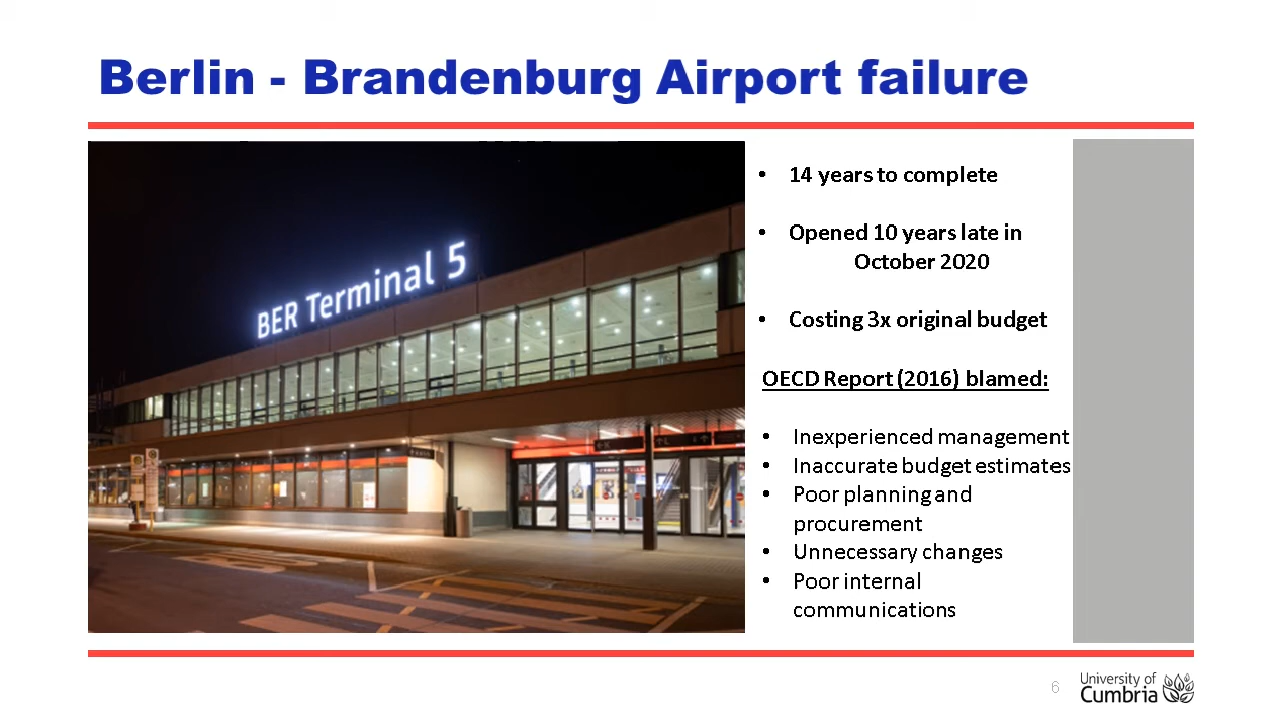 Berlin - Brandenburg Airport failure
BER Terminal 5
• 14 years to complete
• Opened 10 years late in
October 2020
• Costing 3x original budget
OECD Report (2016) blamed:
• Inexperienced management
• Inaccurate budget estimates
• Poor planning and
procurement
• Unnecessary changes
• Poor internal
communications
6
University of
Cumbria